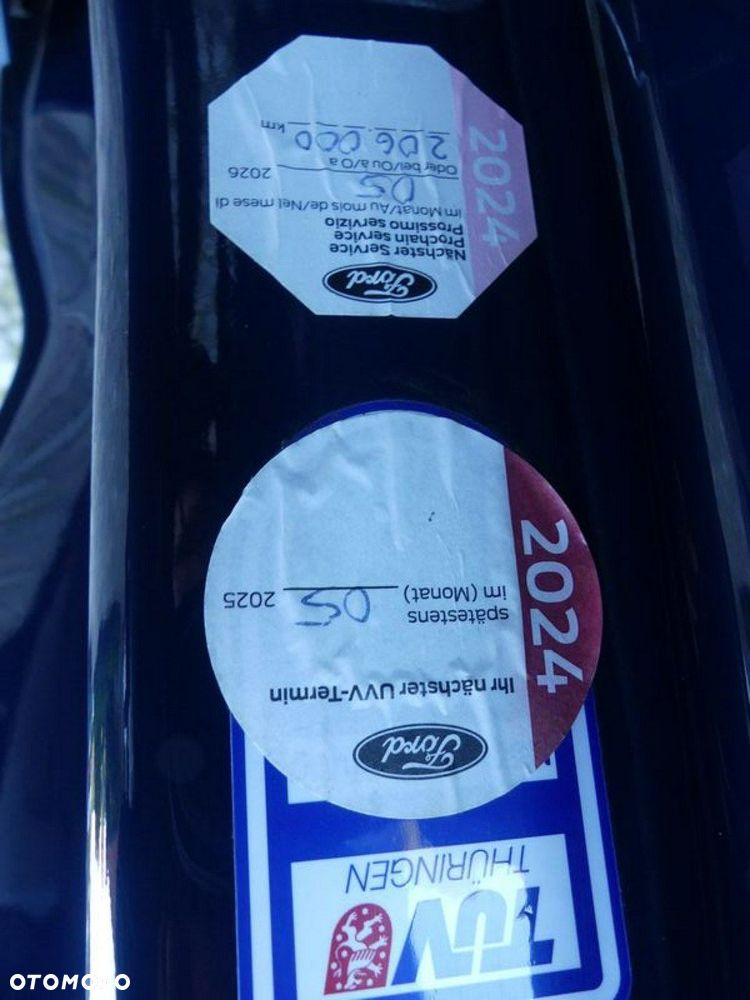 Ford
Nächster Service
Prochain service
Prossimo servizio
im Monat/Au mois de/Nel mese di
05 2026
Oder bei/Ou à/O a
206.000 km
2024
Ford
Ihr nächster UVV-Termin
spätestens
im (Monat) 05 2025
2024
TÜV
THÜRINGEN
OTOMOTO